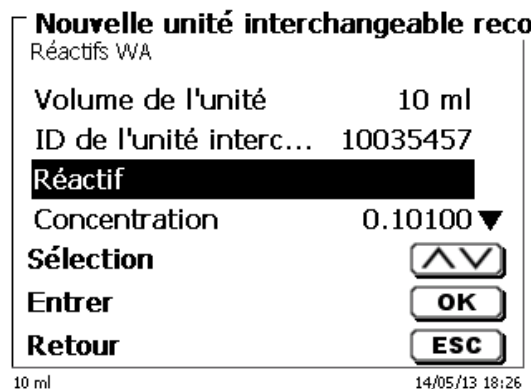 Nouvelle unité interchangeable reco
Réactifs WA
Volume de l'unité 10 ml
ID de l'unité interc... 10035457
Réactif
Concentration 0.10100
Sélection
Entrer OK
Retour ESC
10 ml 14/05/13 18:26